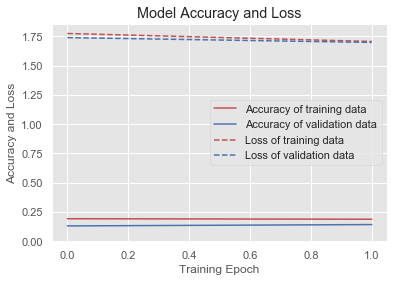 Model Accuracy and Loss
1.75
1.50
1.25
1.00
0.75
0.50
0.25
0.00
Accuracy and Loss
Accuracy of training data
Accuracy of validation data
Loss of training data
Loss of validation data
0.0 0.2 0.4 0.6 0.8 1.0
Training Epoch